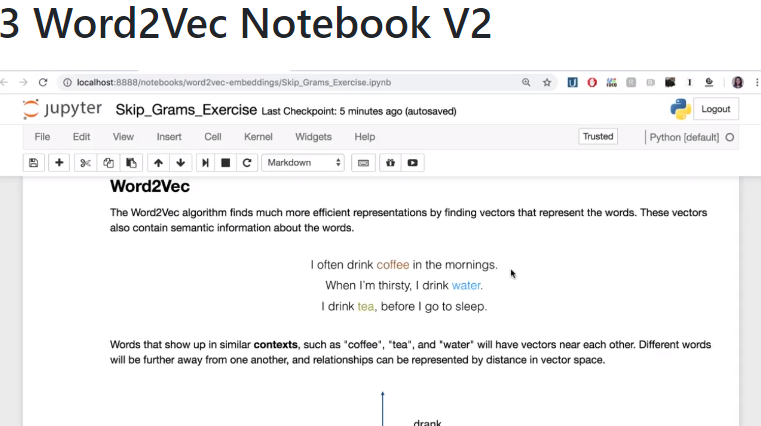 3 Word2Vec Notebook V2
localhost:8888/notebooks/word2vec-embeddings/Skip_Grams_Exercise.ipynb
jupyter Skip_Grams_Exercise Last Checkpoint: 5 minutes ago (autosaved)
Logout
File Edit View Insert Cell Kernel Widgets Help
Trusted
Python [default]
Markdown
Word2Vec
The Word2Vec algorithm finds much more efficient representations by finding vectors that represent the words. These vectors
also contain semantic information about the words.
I often drink coffee in the mornings.
When I'm thirsty, I drink water.
I drink tea, before I go to sleep.
Words that show up in similar contexts, such as "coffee", "tea", and "water" will have vectors near each other. Different words
will be further away from one another, and relationships can be represented by distance in vector space.
drank